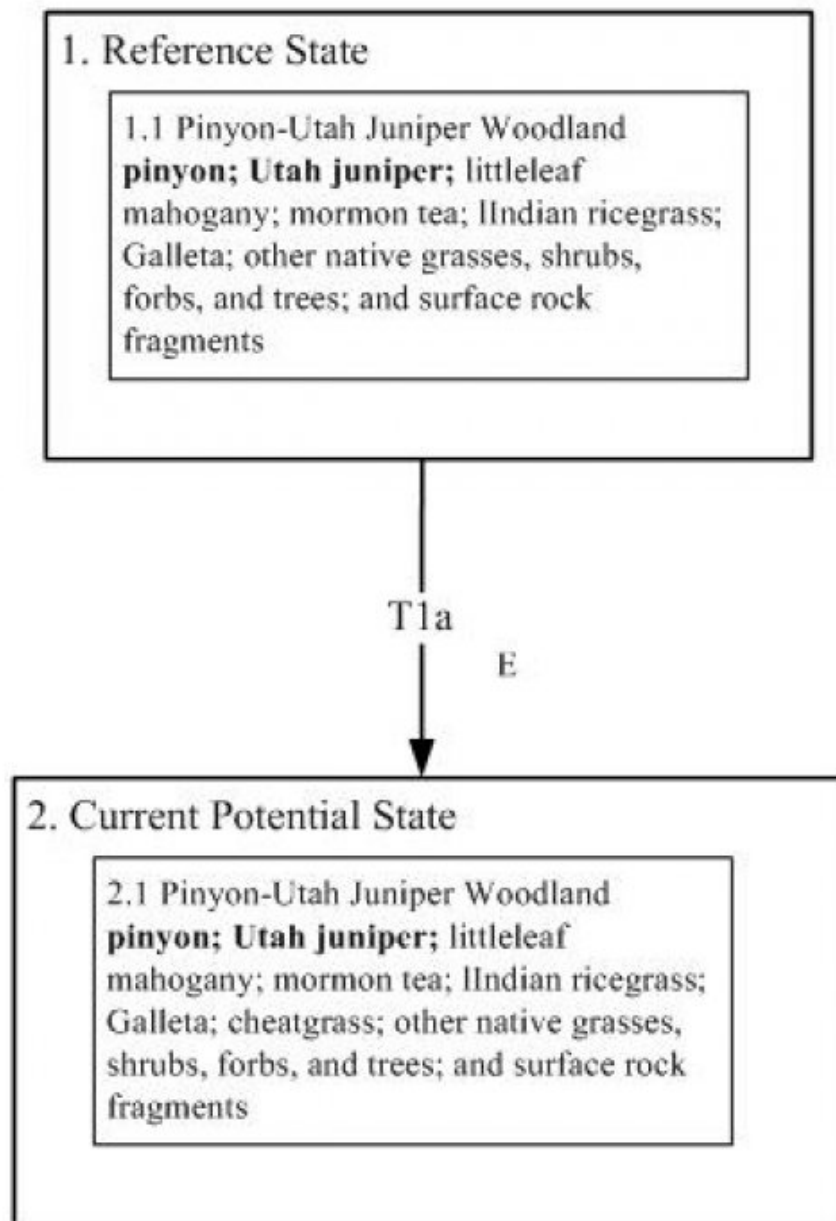 1. Reference State
1.1 Pinyon-Utah Juniper Woodland
pinyon; Utah juniper; littleleaf
mahogany; mormon tea; lIndian ricegrass;
Galleta; other native grasses, shrubs,
forbs, and trees; and surface rock
fragments
T1a
E
2. Current Potential State
2.1 Pinyon-Utah Juniper Woodland
pinyon; Utah juniper; littleleaf
mahogany; mormon tea; lIndian ricegrass;
Galleta; cheatgrass; other native grasses,
shrubs, forbs, and trees; and surface rock
fragments